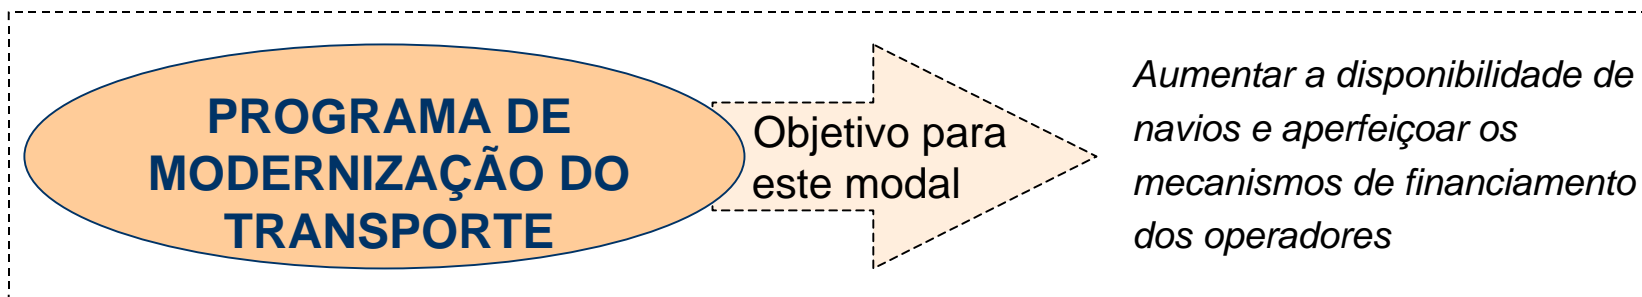 PROGRAMA DE
MODERNIZAÇÃO DO
TRANSPORTE
Objetivo para
este modal
Aumentar a disponibilidade de
navios e aperfeiçoar os
mecanismos de financiamento
dos operadores